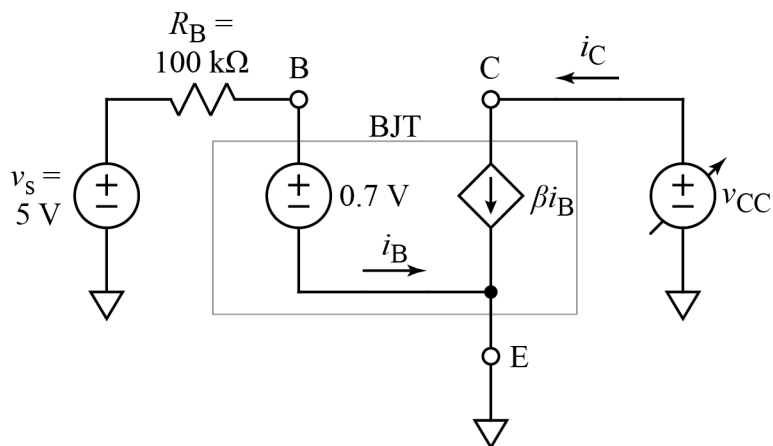 R_B =
100 kΩ
B
C
i_C
BJT
v_s =
5 V
+
−
+
−
0.7 V
βi_B
+
−
v_CC
i_B
E